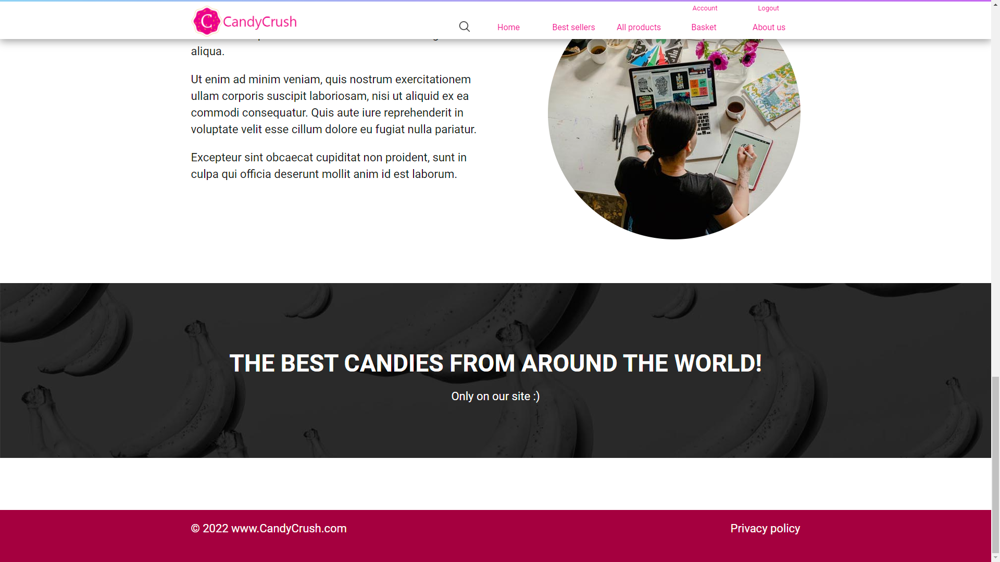 Account Logout
CandyCrush
Home Best sellers All products Basket About us
aliqua.
Ut enim ad minim veniam, quis nostrum exercitationem
ullam corporis suscipit laboriosam, nisi ut aliquid ex ea
commodi consequatur. Quis aute iure reprehenderit in
voluptate velit esse cillum dolore eu fugiat nulla pariatur.
Excepteur sint obcaecat cupiditat non proident, sunt in
culpa qui officia deserunt mollit anim id est laborum.
THE BEST CANDIES FROM AROUND THE WORLD!
Only on our site :)
© 2022 www.CandyCrush.com
Privacy policy